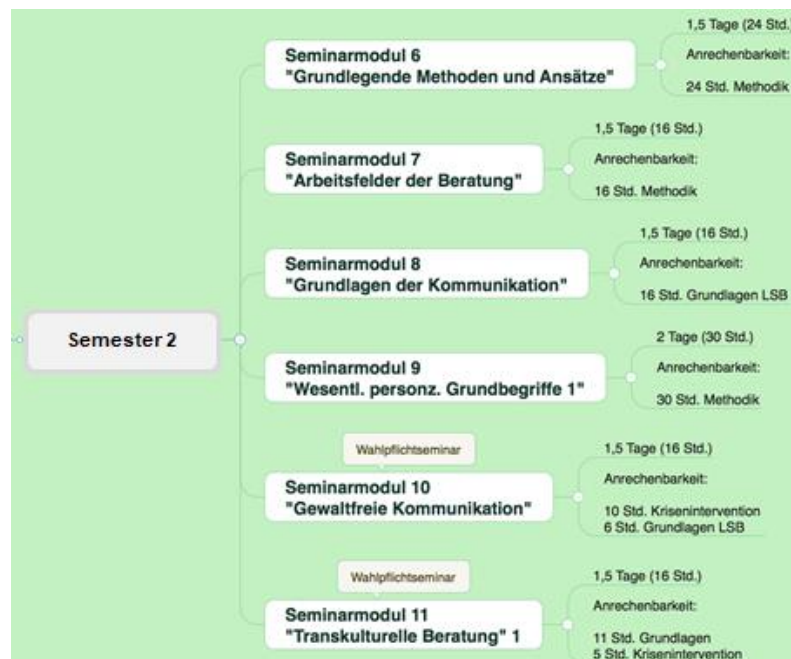 Semester 2
Seminarmodul 6
"Grundlegende Methoden und Ansätze"
1,5 Tage (24 Std.)
Anrechenbarkeit:
24 Std. Methodik
Seminarmodul 7
"Arbeitsfelder der Beratung"
1,5 Tage (16 Std.)
Anrechenbarkeit:
16 Std. Methodik
Seminarmodul 8
"Grundlagen der Kommunikation"
1,5 Tage (16 Std.)
Anrechenbarkeit:
16 Std. Grundlagen LSB
Seminarmodul 9
"Wesentl. personz. Grundbegriffe 1"
2 Tage (30 Std.)
Anrechenbarkeit:
30 Std. Methodik
Wahlpflichtseminar
Seminarmodul 10
"Gewaltfreie Kommunikation"
1,5 Tage (16 Std.)
Anrechenbarkeit:
10 Std. Krisenintervention
6 Std. Grundlagen LSB
Wahlpflichtseminar
Seminarmodul 11
"Transkulturelle Beratung" 1
1,5 Tage (16 Std.)
Anrechenbarkeit:
11 Std. Grundlagen
5 Std. Krisenintervention